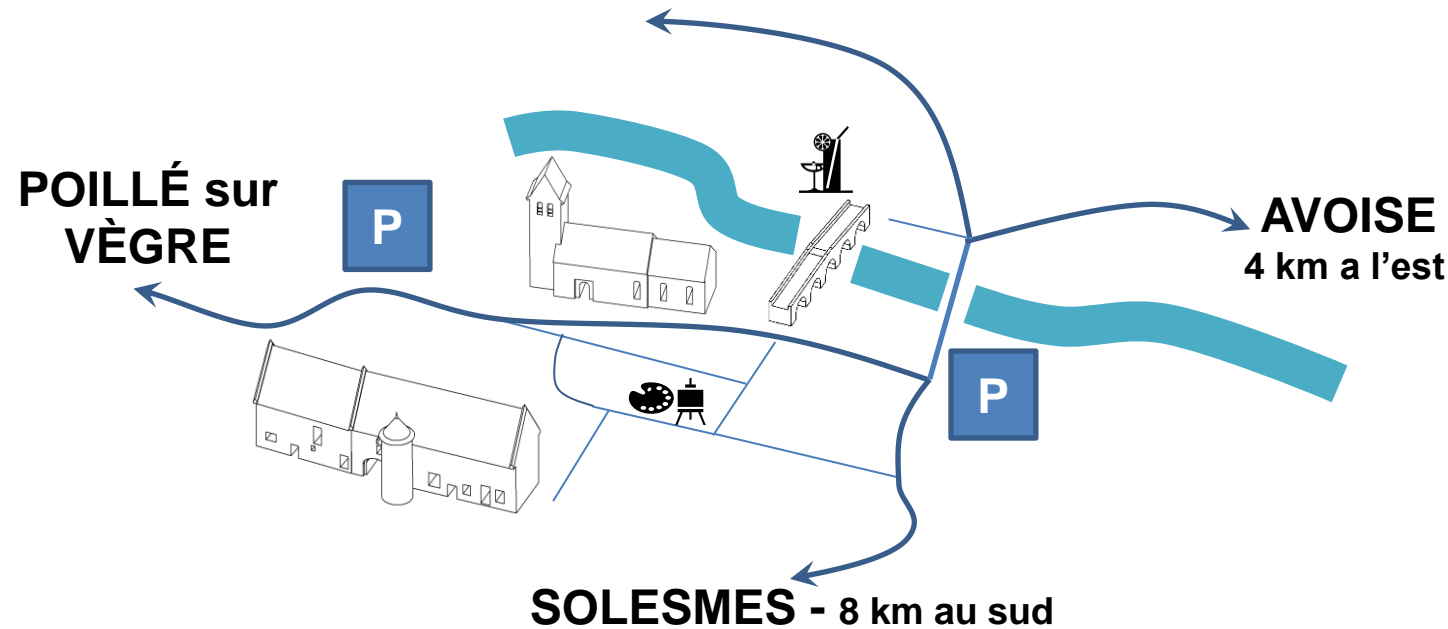 POILLÉ sur
VÈGRE
P
AVOISE
4 km a l’est
P
SOLESMES - 8 km au sud